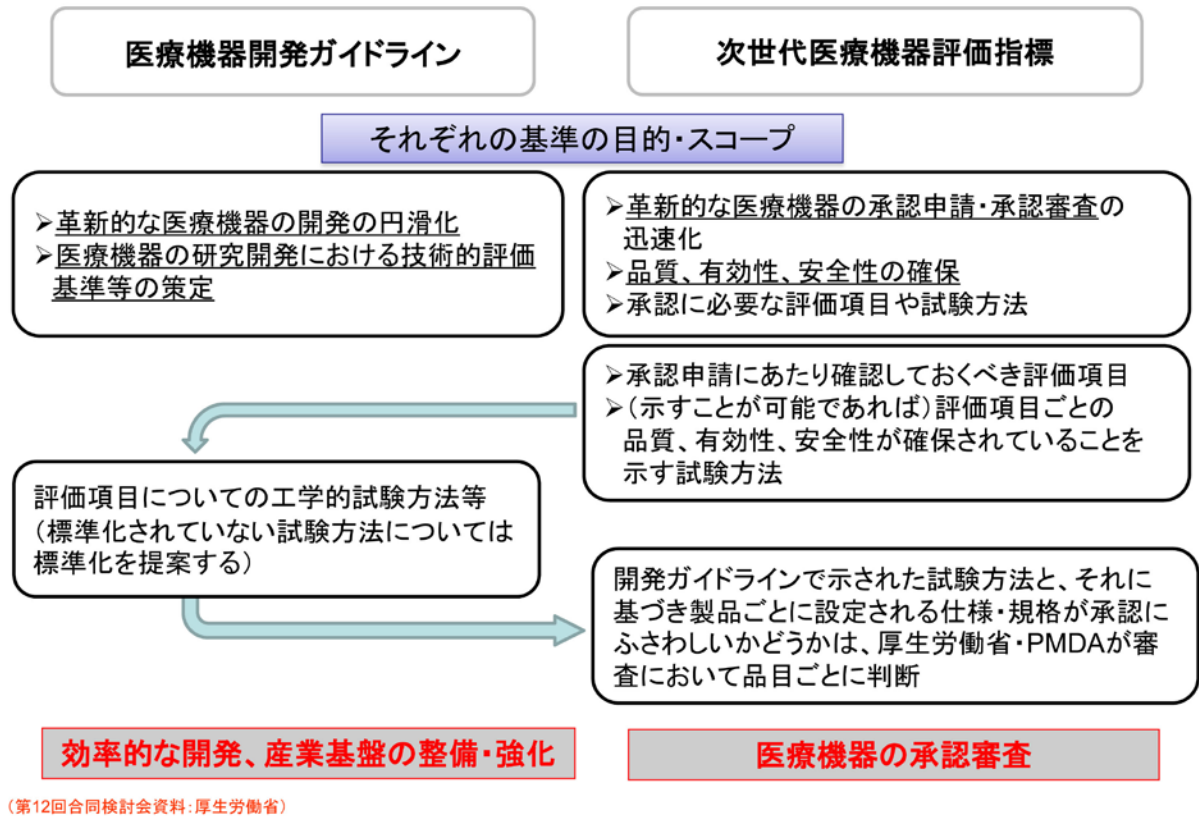 医療機器開発ガイドライン
次世代医療機器評価指標
それぞれの基準の目的・スコープ
➢革新的な医療機器の開発の円滑化
➢医療機器の研究開発における技術的評価
基準等の策定
➢革新的な医療機器の承認申請・承認審査の
迅速化
➢品質、有効性、安全性の確保
➢承認に必要な評価項目や試験方法
➢承認申請にあたり確認しておくべき評価項目
➢(示すことが可能であれば)評価項目ごとの
品質、有効性、安全性が確保されていることを
示す試験方法
評価項目についての工学的試験方法等
(標準化されていない試験方法については
標準化を提案する)
開発ガイドラインで示された試験方法と、それに
基づき製品ごとに設定される仕様・規格が承認に
ふさわしいかどうかは、厚生労働省・PMDAが審
査において品目ごとに判断
効率的な開発、産業基盤の整備・強化
医療機器の承認審査
(第12回合同検討会資料:厚生労働省)